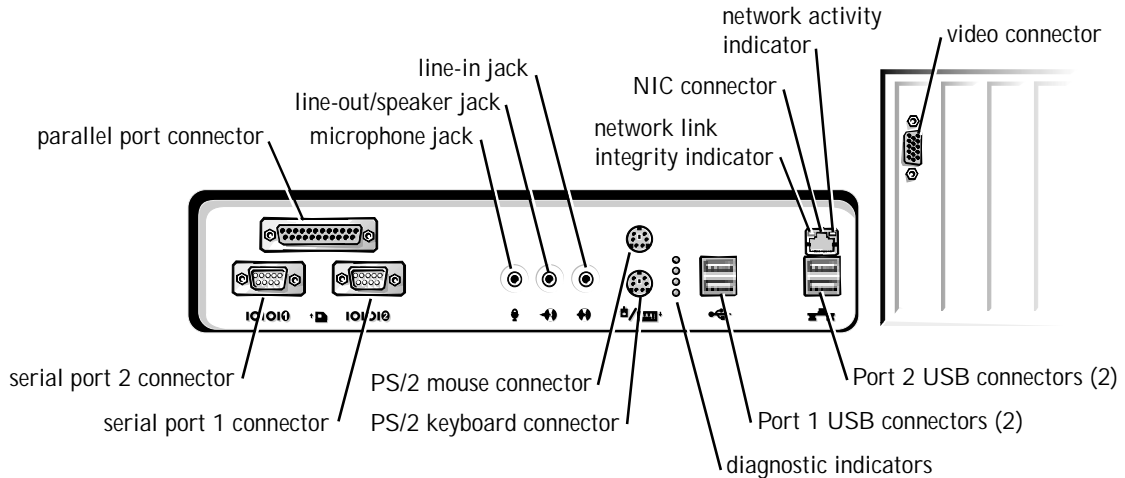 network activity
indicator
video connector
line-in jack
NIC connector
line-out/speaker jack
parallel port connector
microphone jack
network link
integrity indicator
IOIOI1
IOIOI2
serial port 2 connector
PS/2 mouse connector
Port 2 USB connectors (2)
serial port 1 connector
PS/2 keyboard connector
Port 1 USB connectors (2)
diagnostic indicators